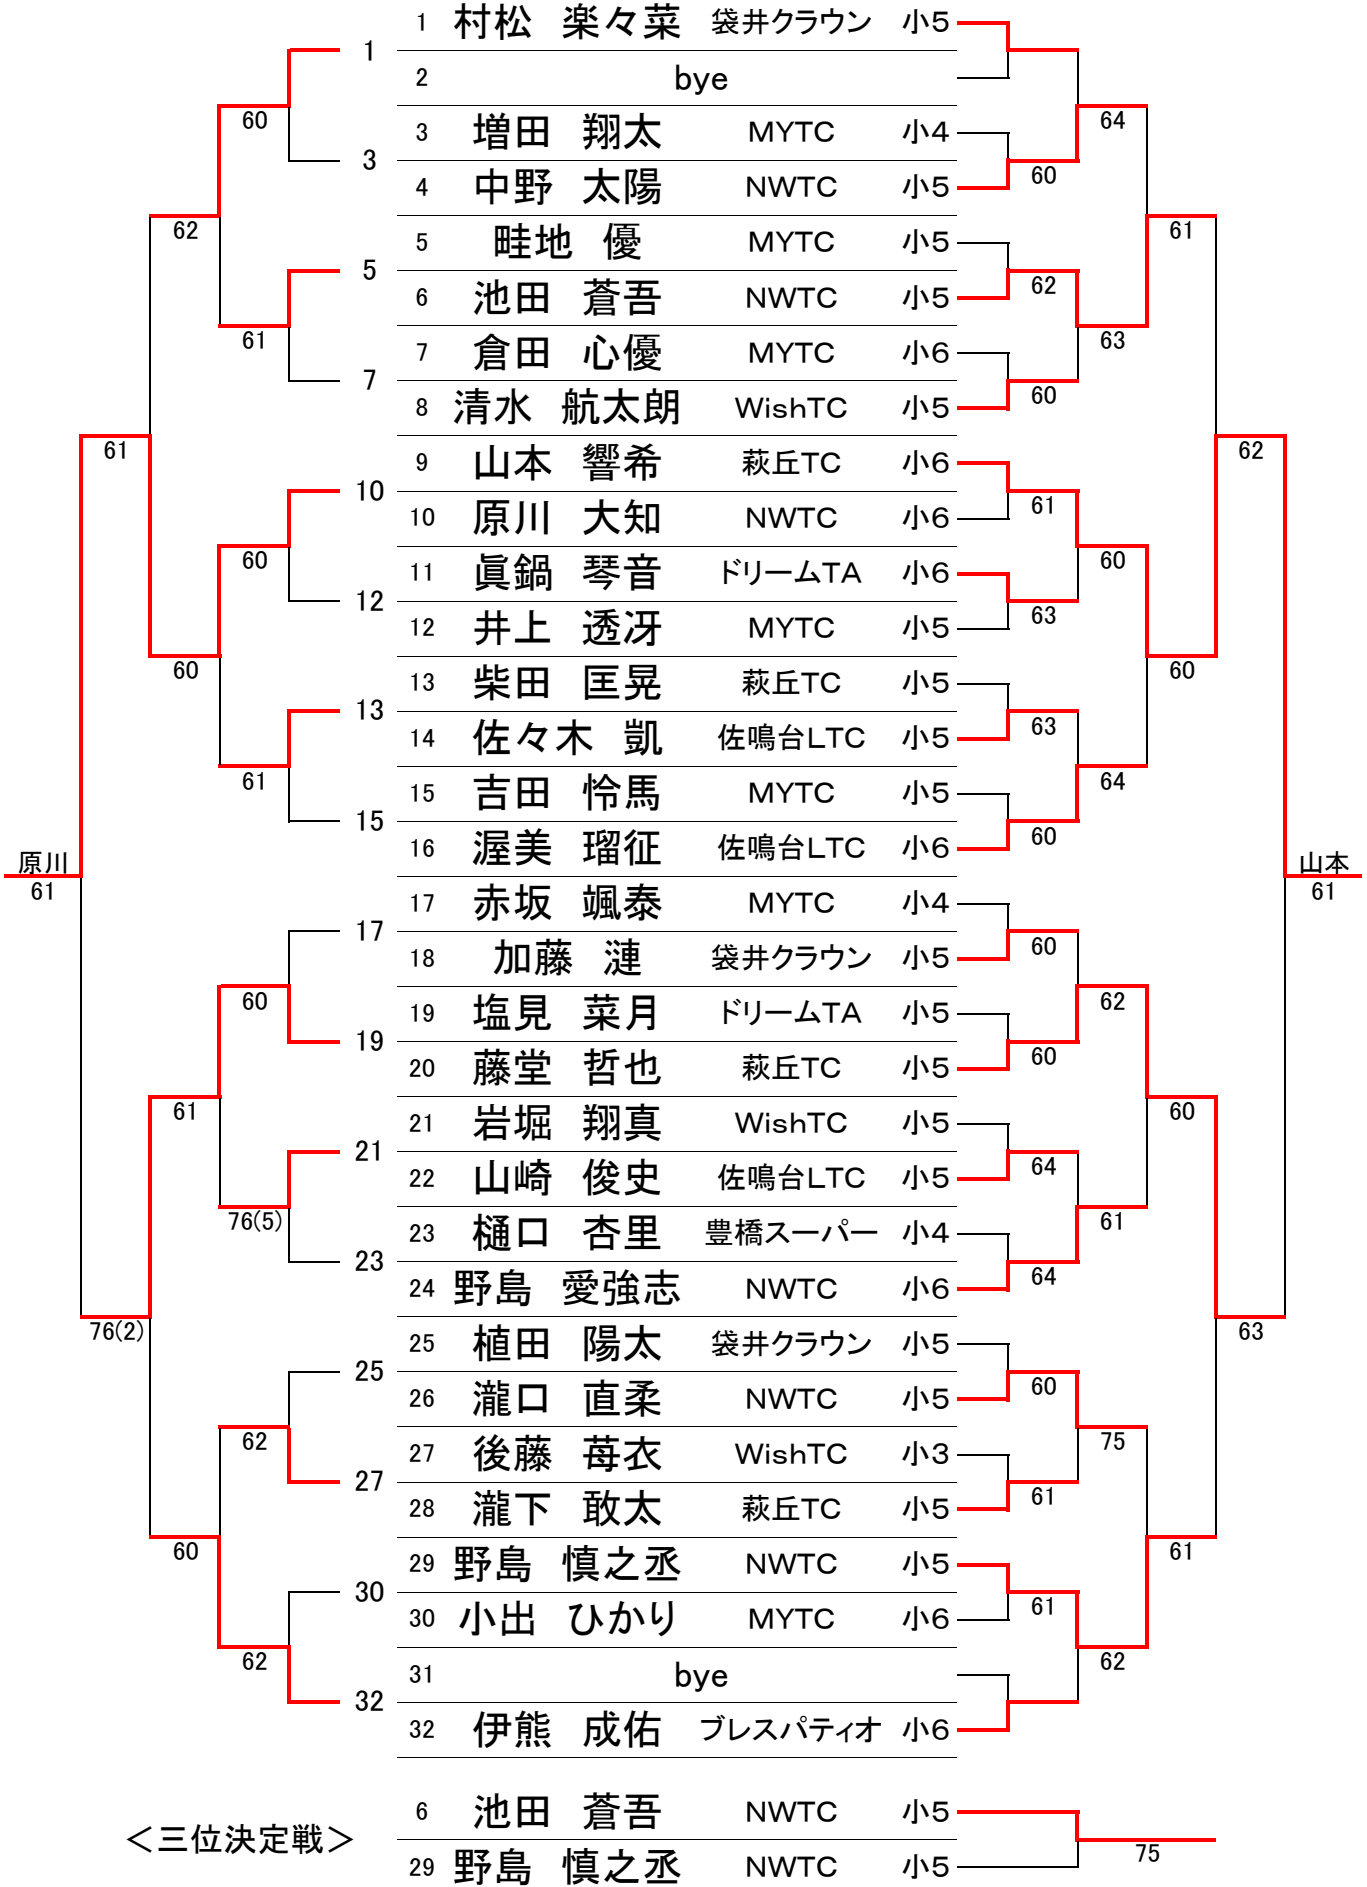 1 村松 楽々菜 袋井クラウン 小5
1
2 bye
60 64
3 増田 翔太 MYTC 小4
3
60
4 中野 太陽 NWTC 小5
62 61
5 畦地 優 MYTC 小5
5
62
6 池田 蒼吾 NWTC 小5
61 63
7 倉田 心優 MYTC 小6
7
60
8 清水 航太朗 WishTC 小5
61 62
9 山本 響希 萩丘TC 小6
10
61
10 原川 大知 NWTC 小6
60 60
11 眞鍋 琴音 ドリームTA 小6
12
63
12 井上 透冴 MYTC 小5
60 60
13 柴田 匡晃 萩丘TC 小5
13
63
14 佐々木 凱 佐鳴台LTC 小5
61 64
15 吉田 怜馬 MYTC 小5
15
60
16 渥美 瑠征 佐鳴台LTC 小6
原川 山本
61 61
17 赤坂 颯泰 MYTC 小4
17
60
18 加藤 漣 袋井クラウン 小5
60 62
19 塩見 菜月 ドリームTA 小5
19
60
20 藤堂 哲也 萩丘TC 小5
61 60
21 岩堀 翔真 WishTC 小5
21
64
22 山崎 俊史 佐鳴台LTC 小5
76(5) 61
23 樋口 杏里 豊橋スーパー 小4
23
64
24 野島 愛強志 NWTC 小6
76(2) 63
25 植田 陽太 袋井クラウン 小5
25
60
26 瀧口 直柔 NWTC 小5
62 75
27 後藤 苺衣 WishTC 小3
27
61
28 瀧下 敢太 萩丘TC 小5
60 61
29 野島 慎之丞 NWTC 小5
30
61
30 小出 ひかり MYTC 小6
62 62
31 bye
32
32 伊熊 成佑 ブレスパティオ 小6
6 池田 蒼吾 NWTC 小5
＜三位決定戦＞
75
29 野島 慎之丞 NWTC 小5